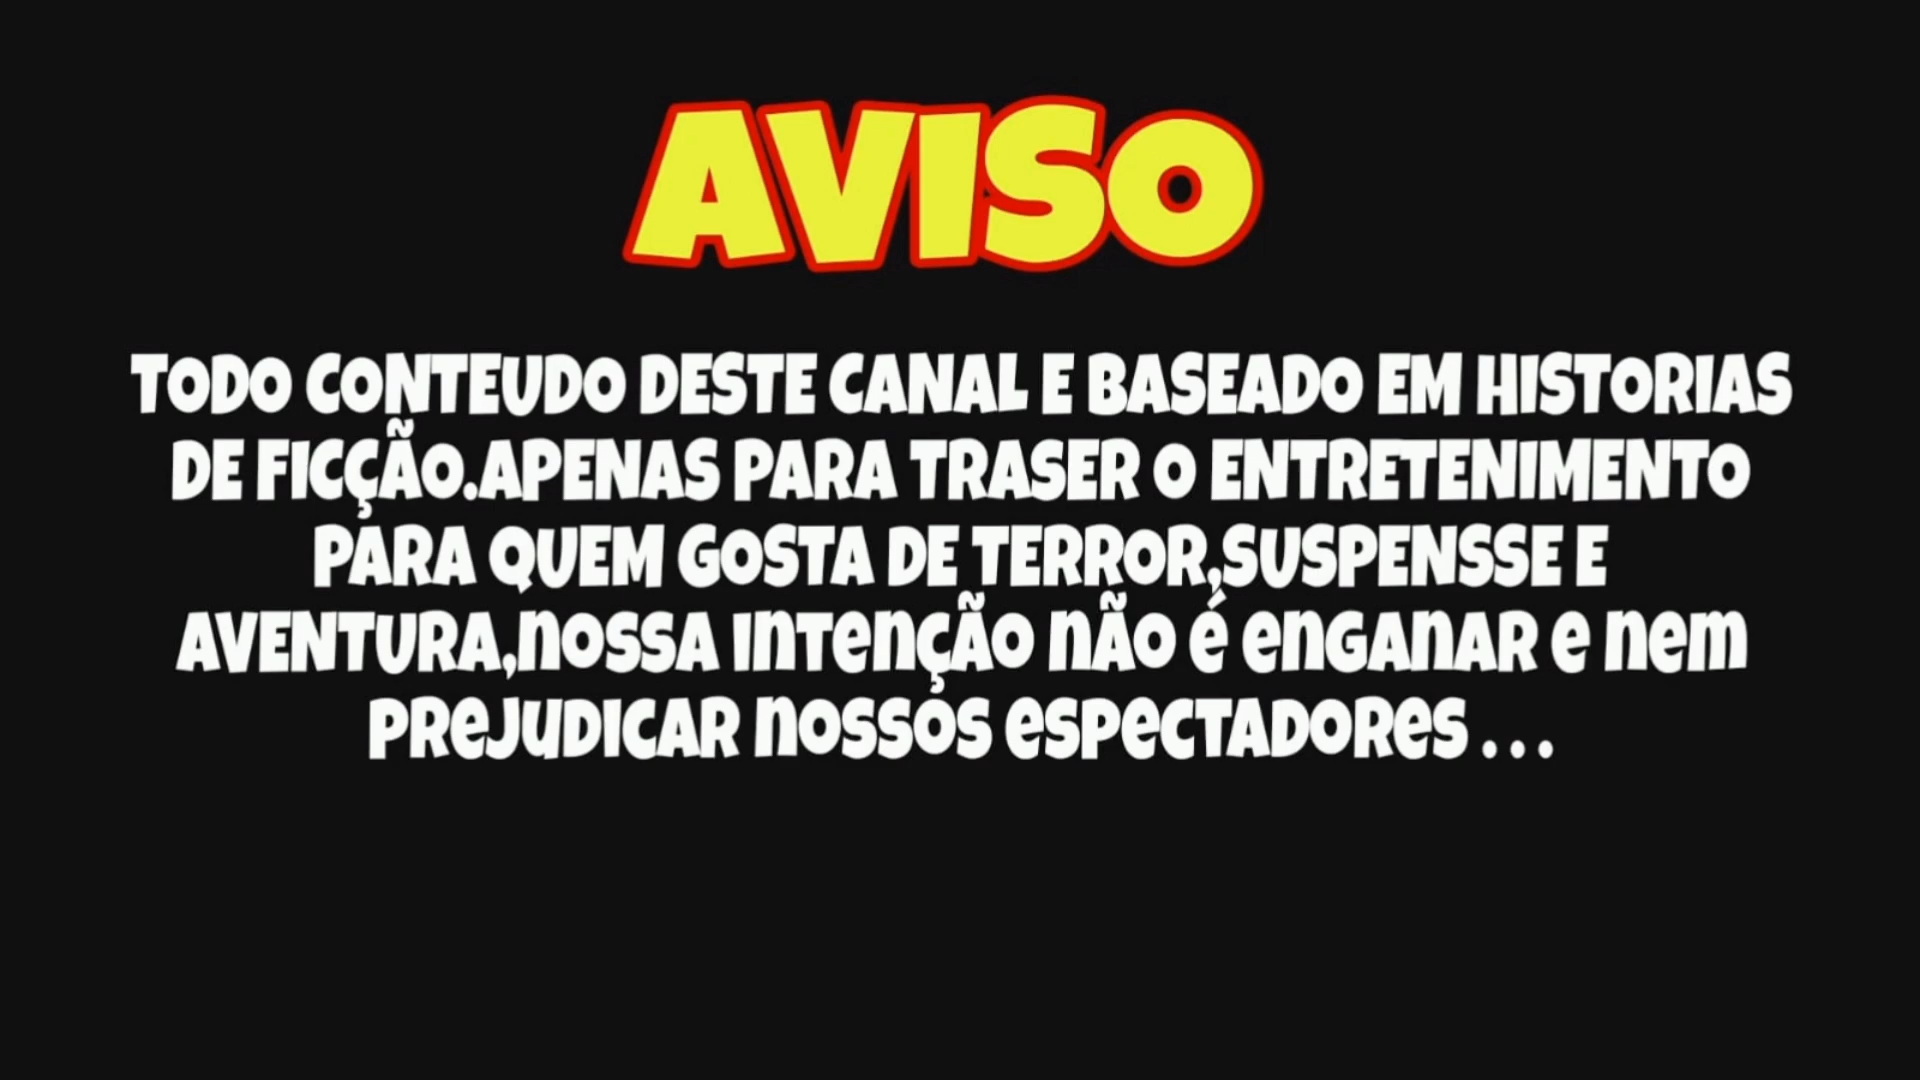 AVISO
TODO CONTEUDO DESTE CANAL E BASEADO EM HISTORIAS
DE FICÇÃO.APENAS PARA TRASER O ENTRETENIMENTO
PARA QUEM GOSTA DE TERROR,SUSPENSSE E
AVENTURA,nossa intenção não é enganar e nem
prejudicar nossos espectadores . . .